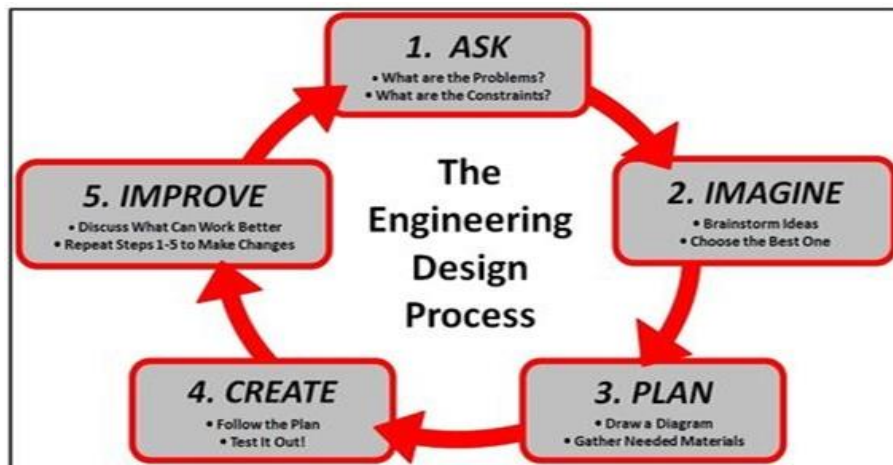 1. ASK
• What are the Problems?
• What are the Constraints?
The
Engineering
Design
Process
2. IMAGINE
• Brainstorm Ideas
• Choose the Best One
3. PLAN
• Draw a Diagram
• Gather Needed Materials
4. CREATE
• Follow the Plan
• Test It Out!
5. IMPROVE
• Discuss What Can Work Better
• Repeat Steps 1-5 to Make Changes